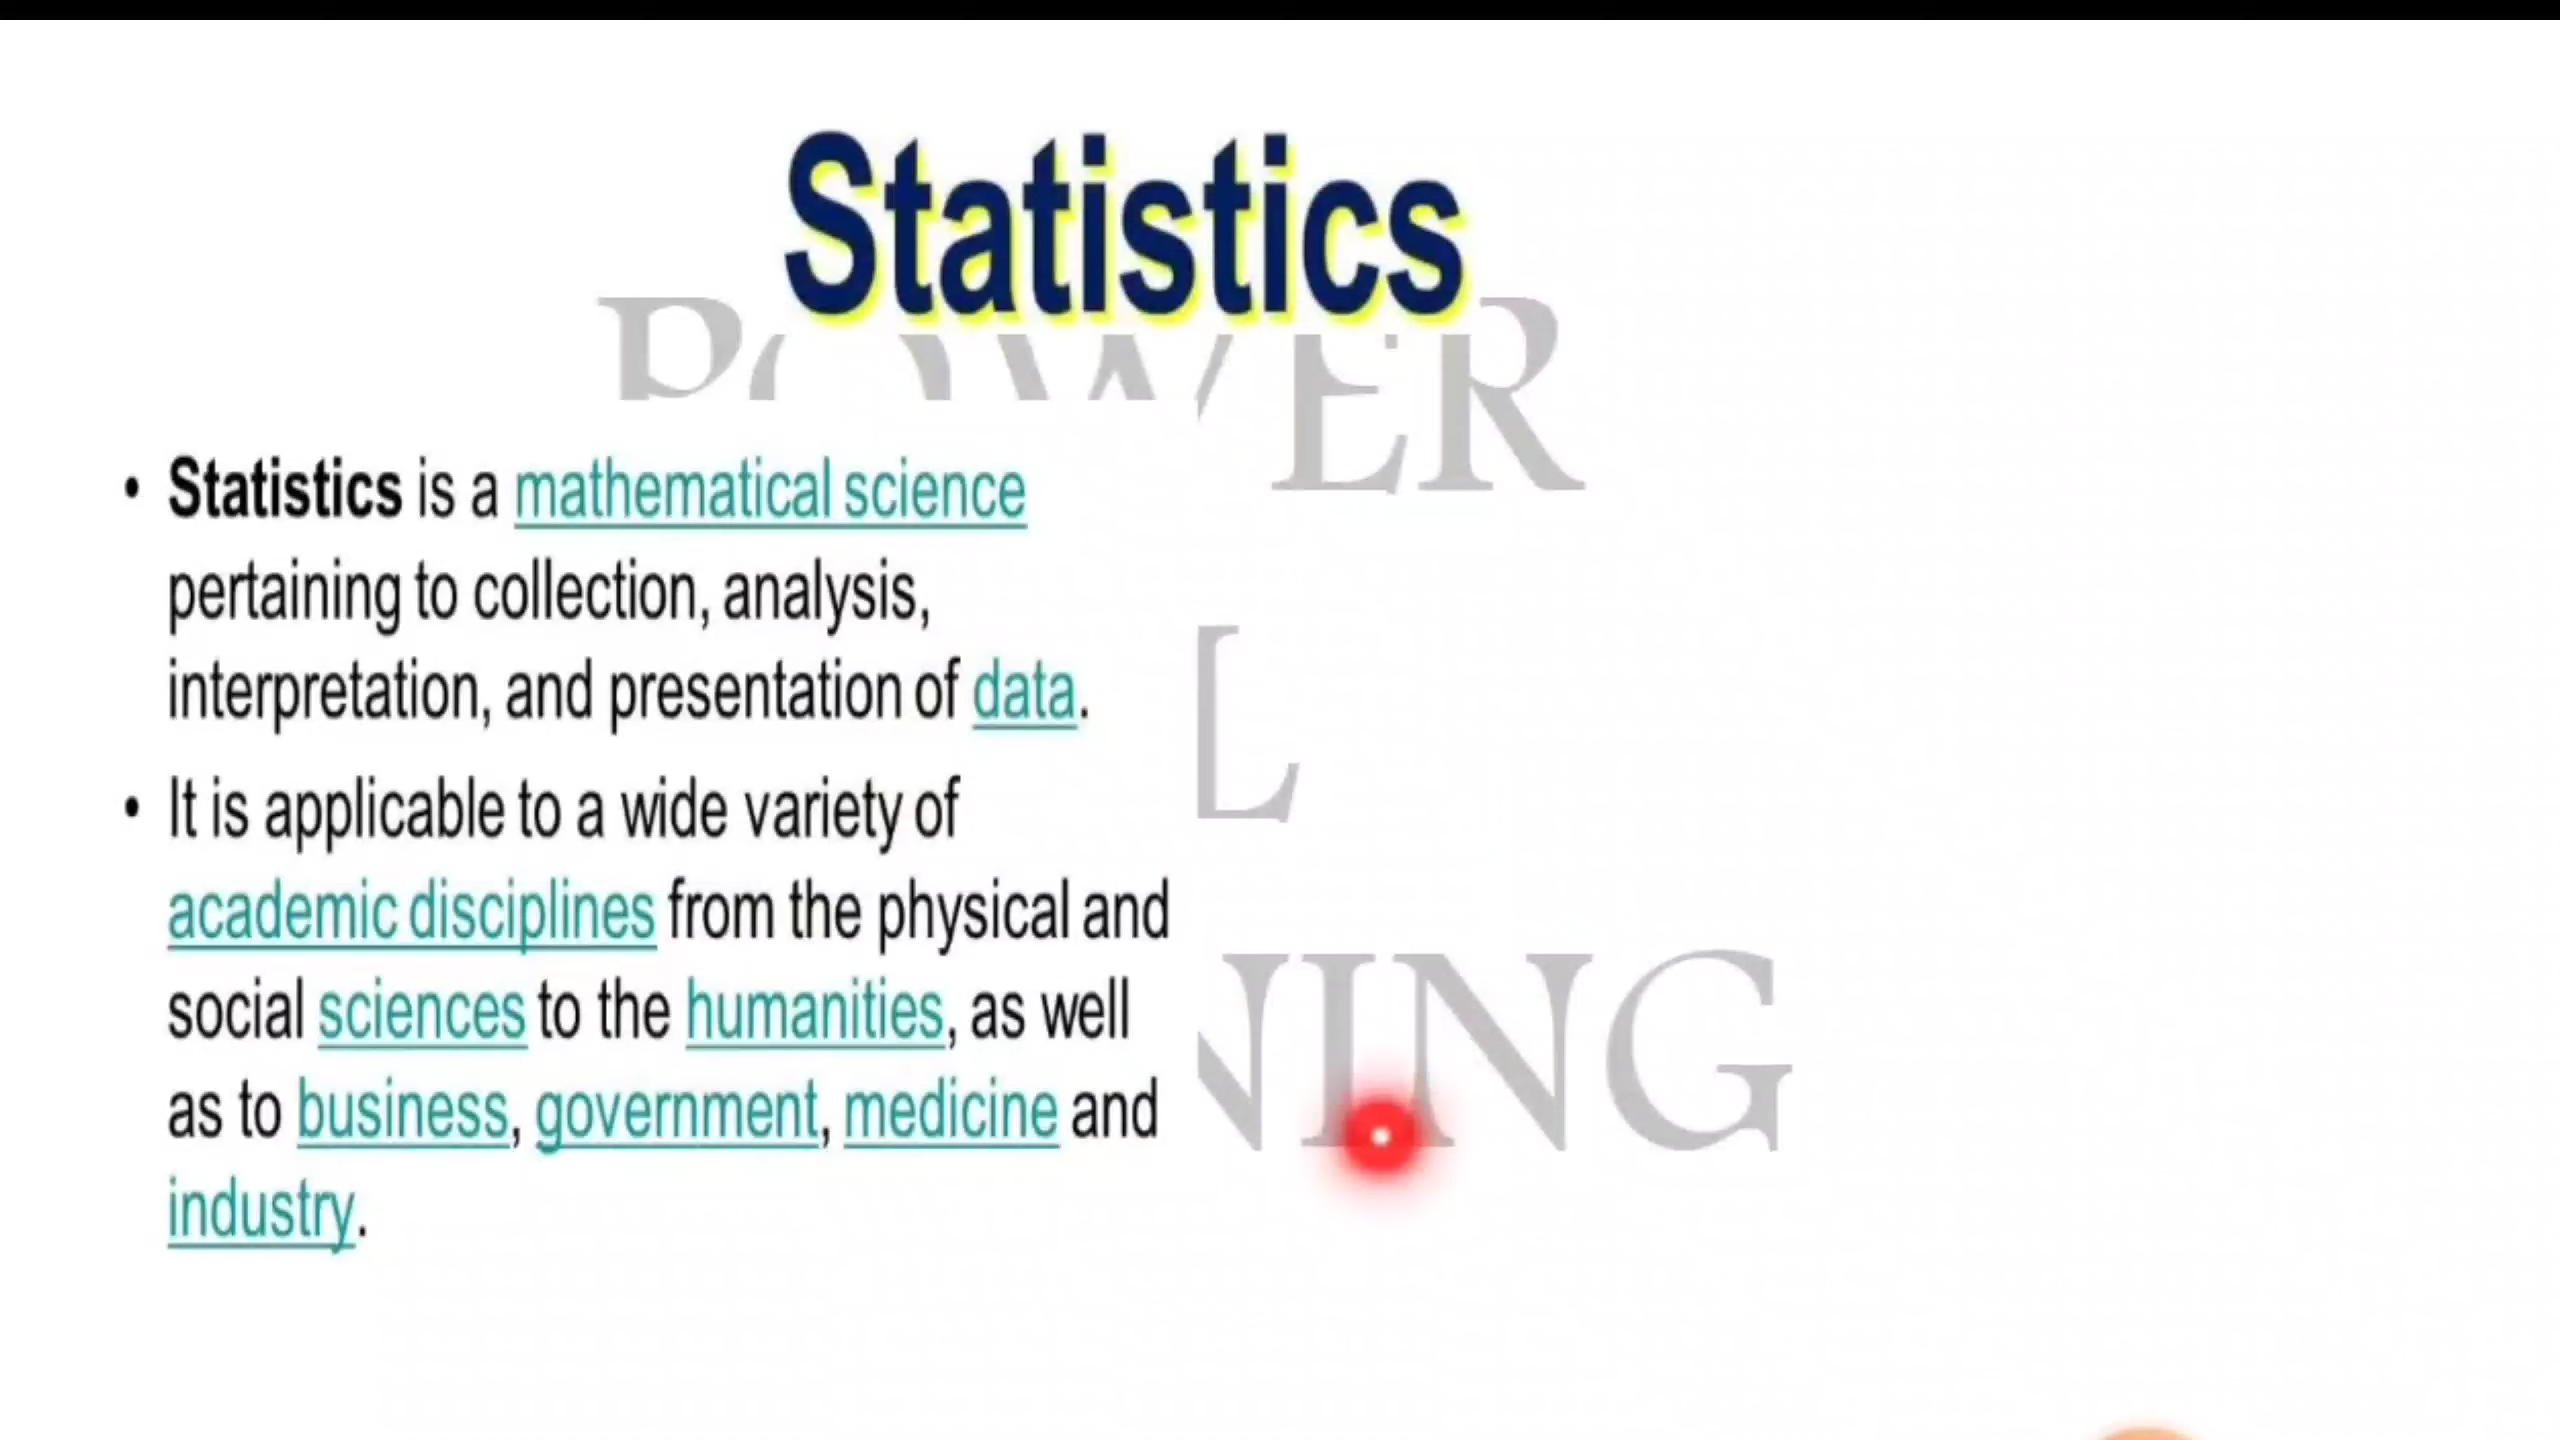 Statistics
POWER
• Statistics is a mathematical science
pertaining to collection, analysis,
interpretation, and presentation of data.
• It is applicable to a wide variety of
academic disciplines from the physical and
social sciences to the humanities, as well
as to business, government, medicine and
industry.